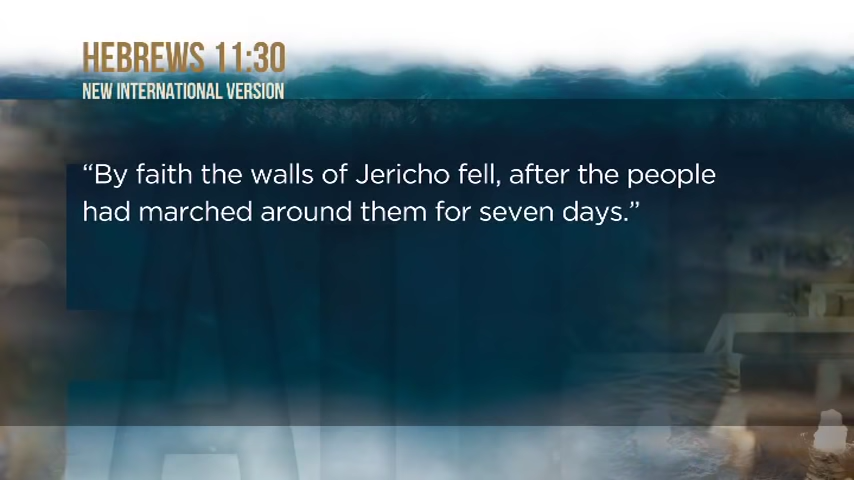 HEBREWS 11:30
NEW INTERNATIONAL VERSION
“By faith the walls of Jericho fell, after the people
had marched around them for seven days.”